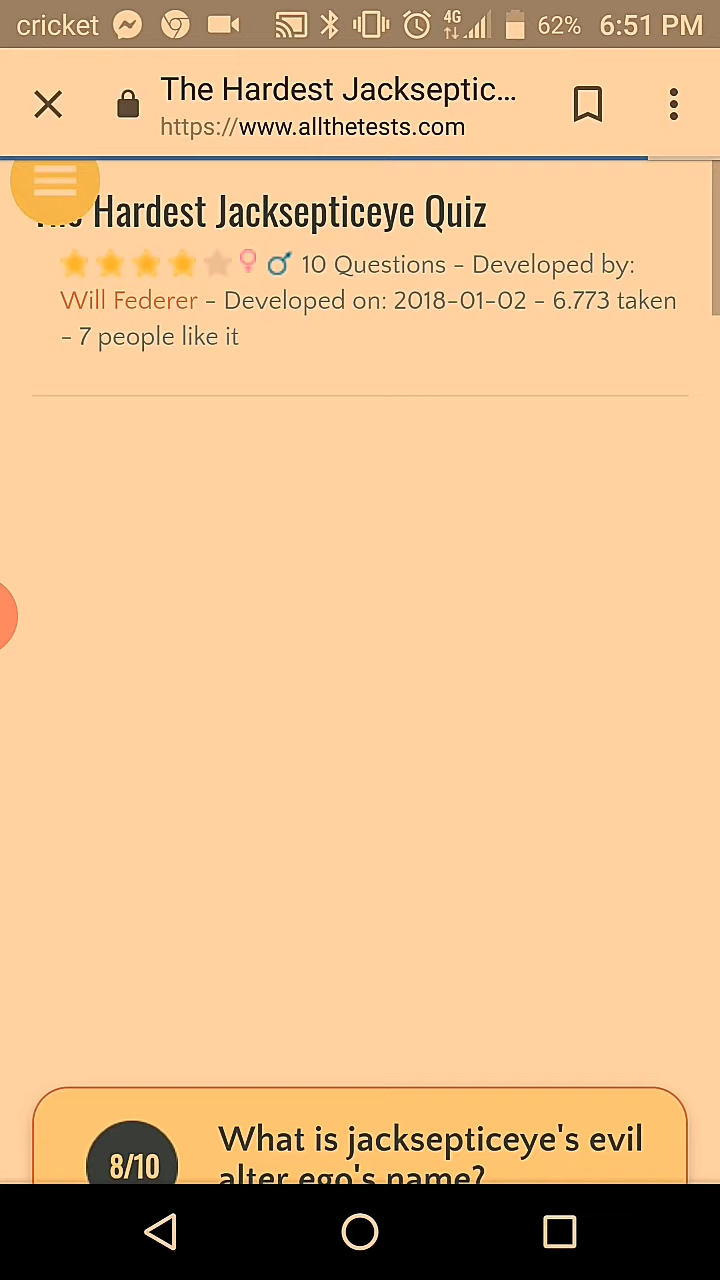 cricket 4G 62% 6:51 PM
The Hardest Jackseptic...
https://www.allthetests.com
Hardest Jacksepticeye Quiz
10 Questions - Developed by:
Will Federer - Developed on: 2018-01-02 - 6.773 taken
- 7 people like it
8/10
What is jacksepticeye's evil
alter ego's name?